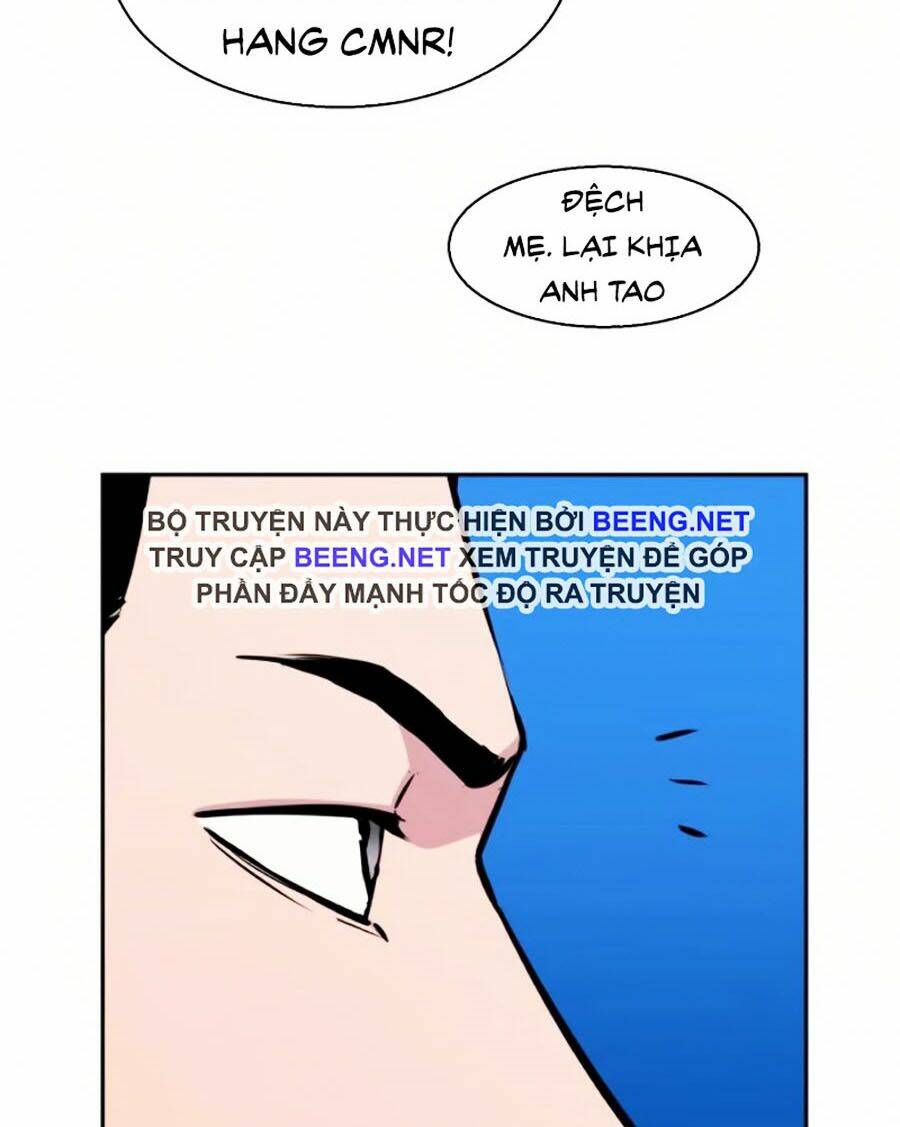 HANG CMNR!
ĐỆCH
MẸ. LẠI KHỊA
ANH TAO
BỘ TRUYỆN NÀY THỰC HIỆN BỞI BEENG.NET
TRUY CẬP BEENG.NET XEM TRUYỆN ĐỂ GÓP
PHẦN ĐẨY MẠNH TỐC ĐỘ RA TRUYỆN